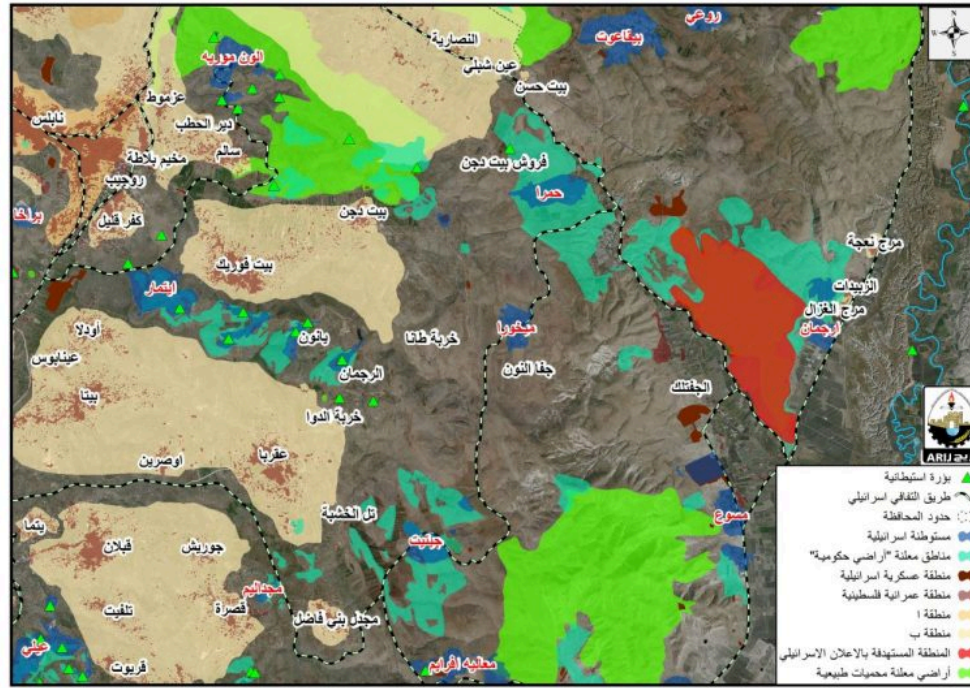 روعي
بيقاعوت
النصارية
عين شبلي
بيت حسن
الون موريه
عزموط
نابلس
دير الحطب
سالم
مخيم بلاطة
روجيب
فروش بيت دجن
حمرا
براخا
كفر قليل
بيت دجن
بيت فوريك
مرج نعجة
الزبيدات
مرج الغزال
ارجمان
ايتمار
ميخورا
خربة طانا
يانون
أودلا
عينابوس
جفا النون
الرجمان
الجفتلك
بيتا
خربة الدوا
عقربا
اوصرين
تل الخشبة
مسوع
يتما
قبلان
جوريش
جيتيت
مجداليم
قصرة
مجدل بني فاضل
تلفيت
عيلي
قريوت
معليه افرايم
N
W
E
S
ARIJ أريج
بؤرة استيطانية
طريق التفافي اسرائيلي
حدود المحافظة
مستوطنة اسرائيلية
مناطق معلنة "أراضي حكومية"
منطقة عسكرية اسرائيلية
منطقة عمرانية فلسطينية
منطقة ا
منطقة ب
المنطقة المستهدفة بالاعلان الاسرائيلي
أراضي معلنة محميات طبيعية